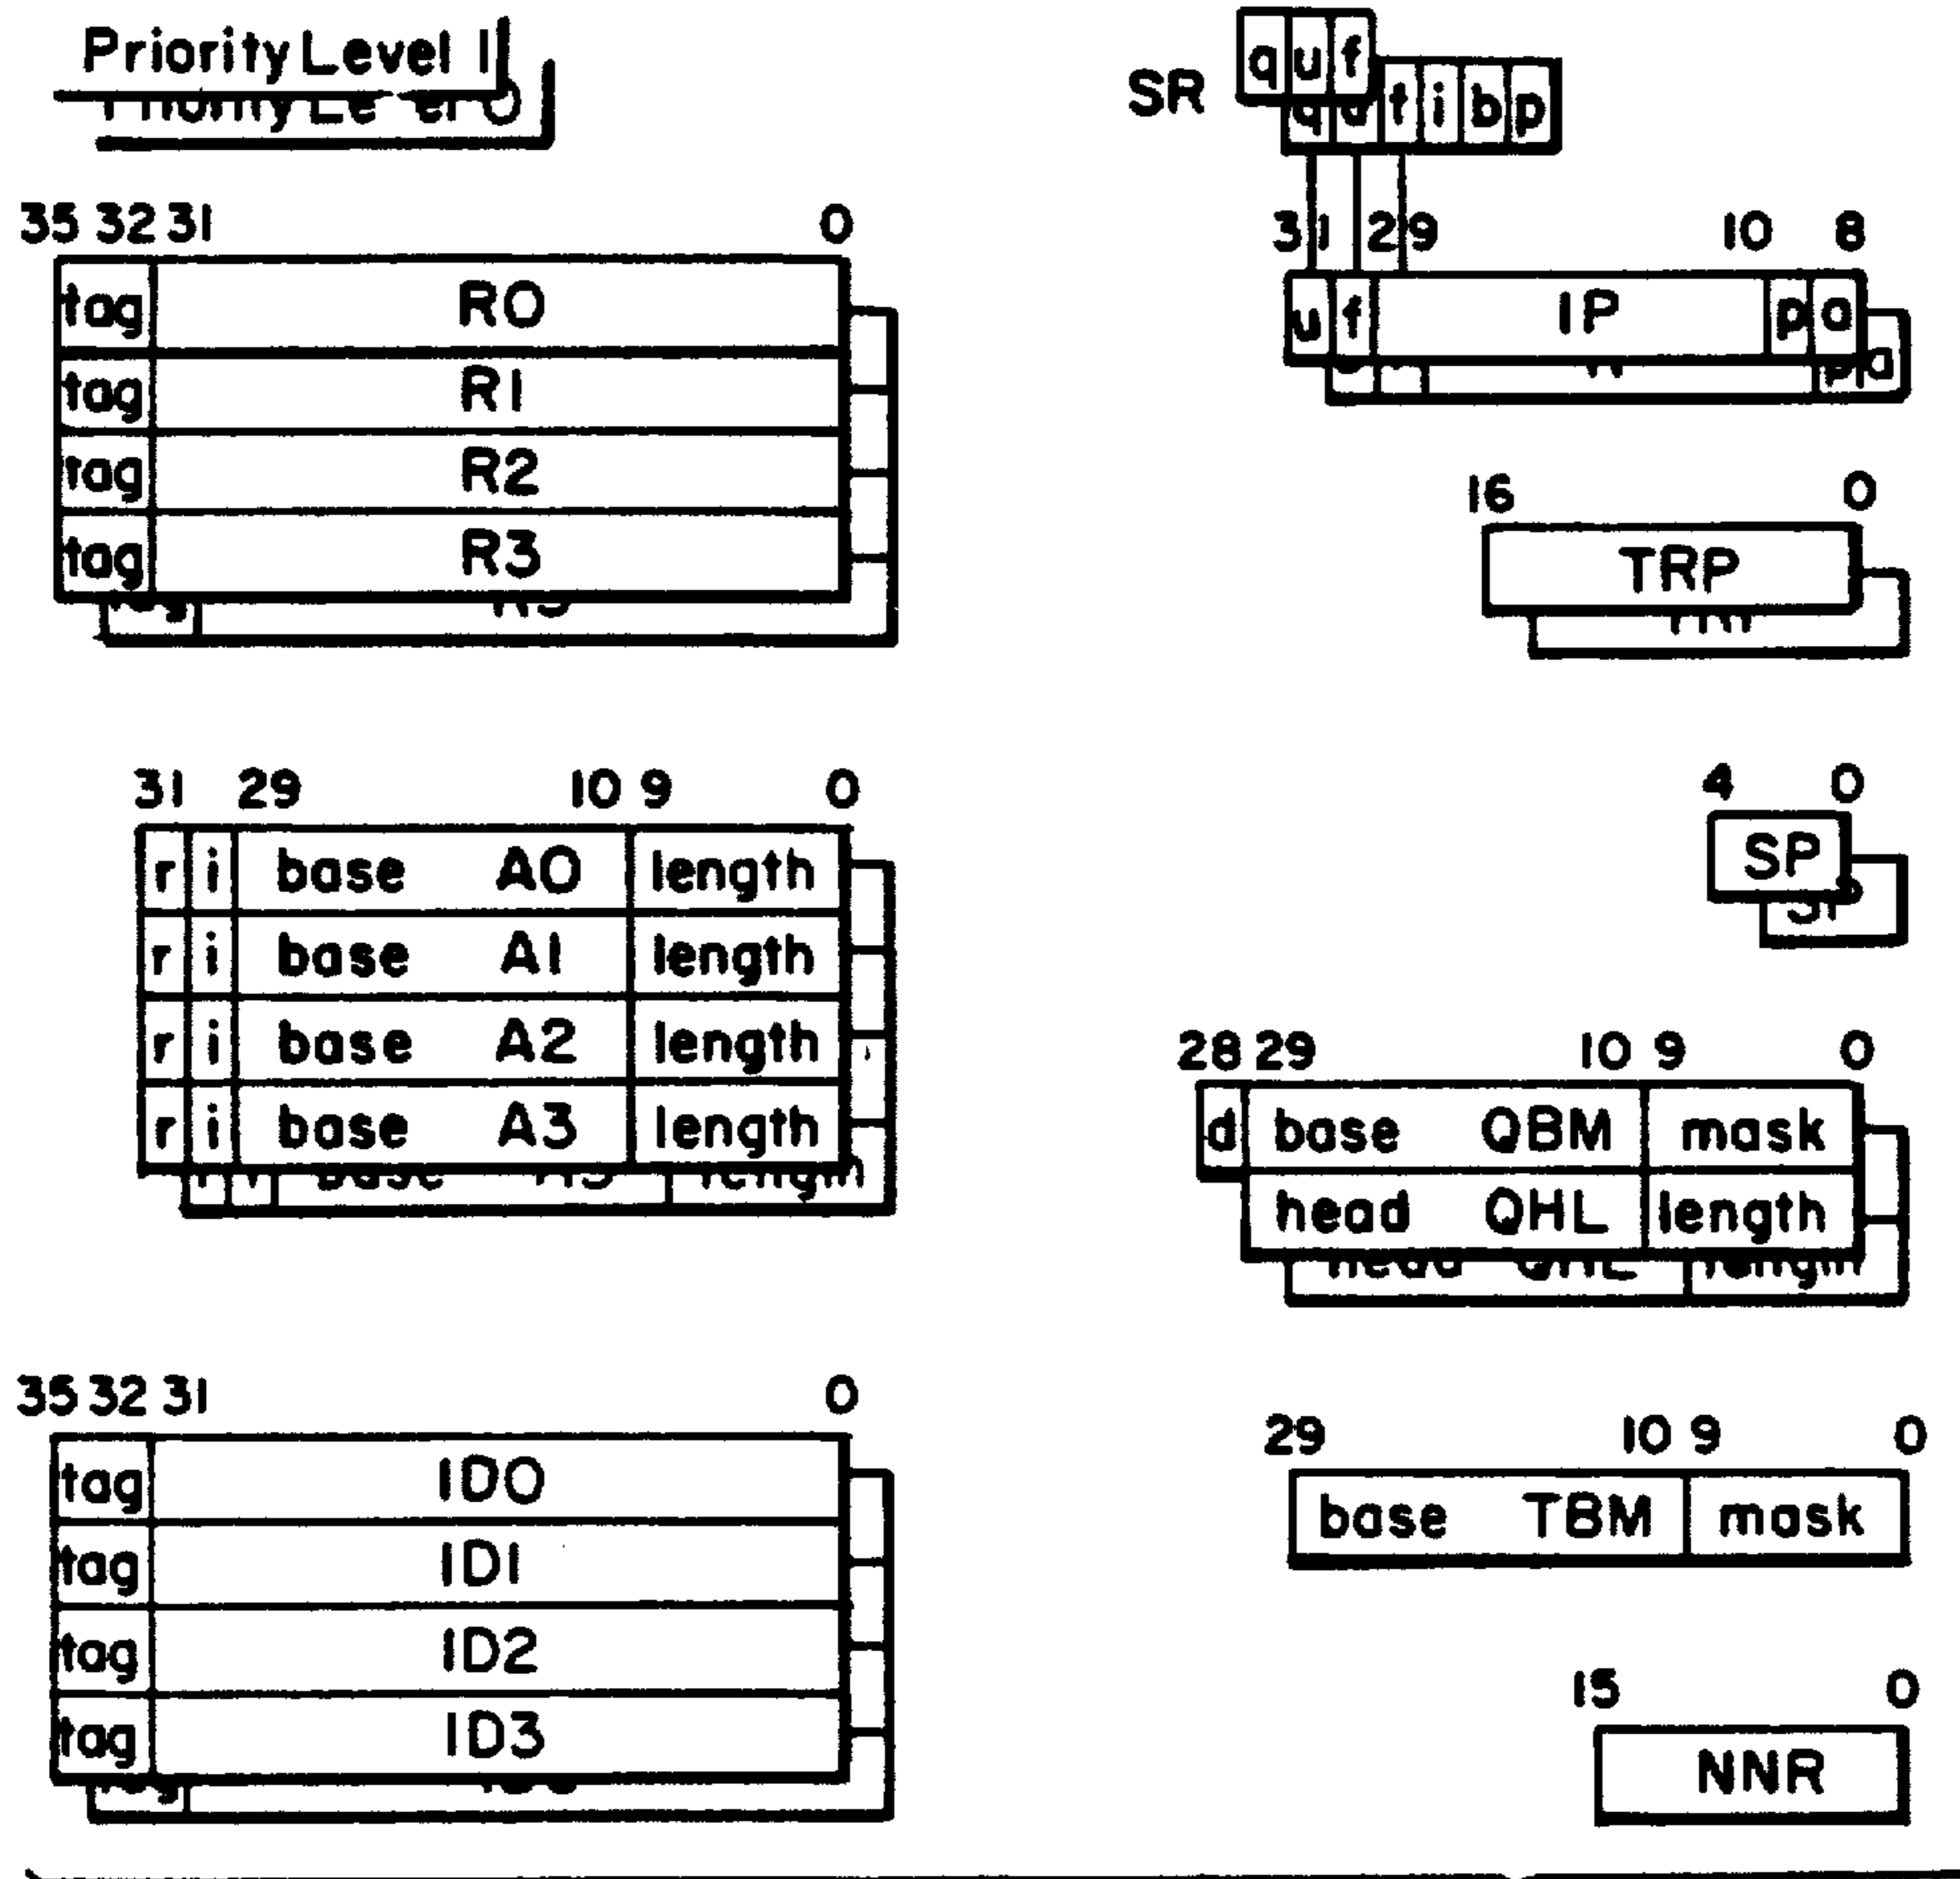 Priority Level 1
Priority Level 0
35 32 31 0
tag R0
tag R1
tag R2
tag R3
31 29 10 9 0
r i base A0 length
r i base A1 length
r i base A2 length
r i base A3 length
35 32 31 0
tag ID0
tag ID1
tag ID2
tag ID3
SR q u f
q u f i b p
31 29 10 8
u f IP p a
16 0
TRP
4 0
SP
28 29 10 9 0
d base QBM mask
head QHL length
29 10 9 0
base TBM mask
15 0
NNR